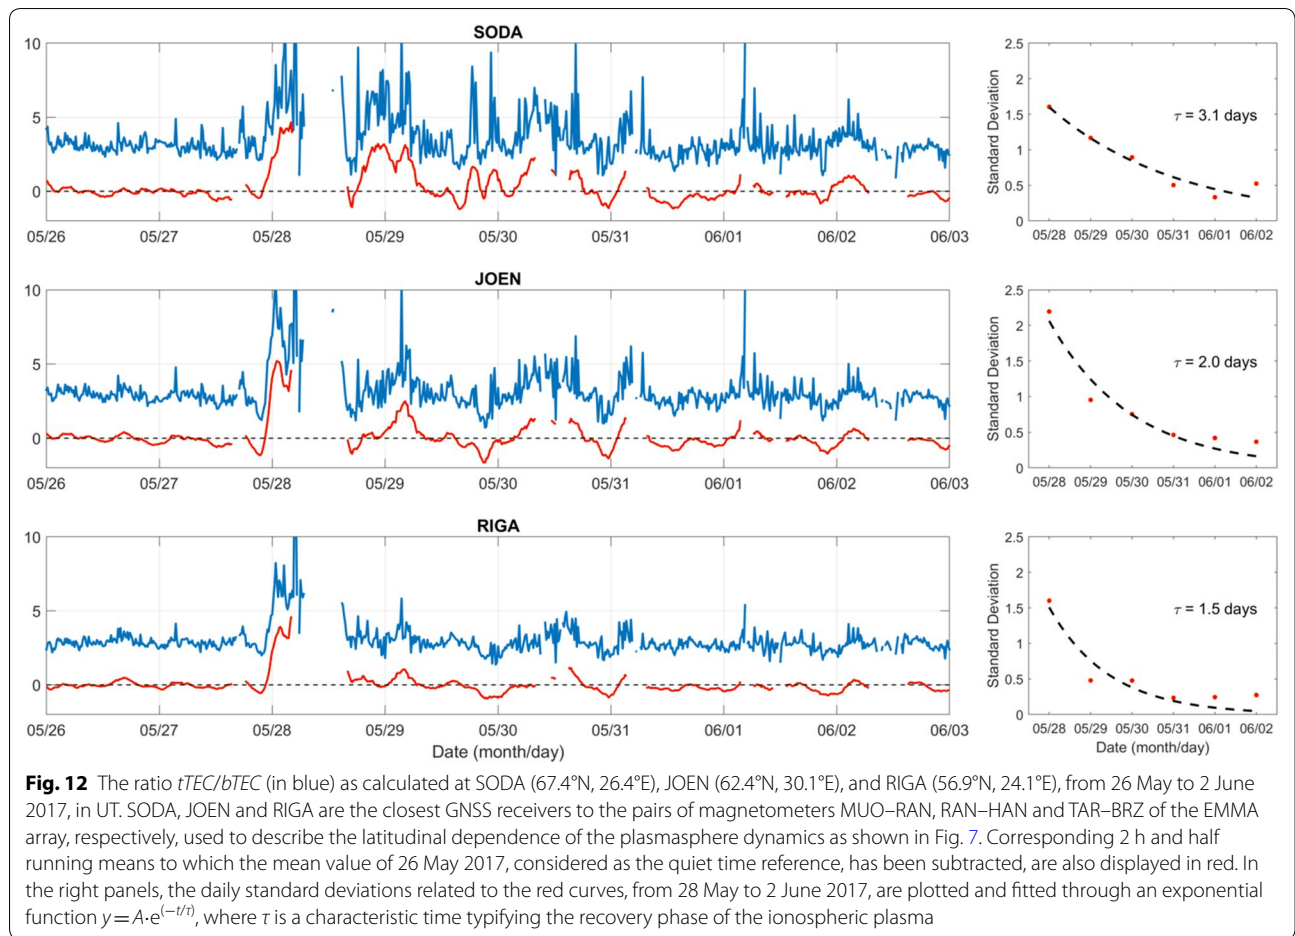 SODA
10
5
0
05/26 05/27 05/28 05/29 05/30 05/31 06/01 06/02 06/03
Standard Deviation
2.5
2
1.5
1
0.5
0
τ = 3.1 days
05/28 05/29 05/30 05/31 06/01 06/02
JOEN
10
5
0
05/26 05/27 05/28 05/29 05/30 05/31 06/01 06/02 06/03
Standard Deviation
2.5
2
1.5
1
0.5
0
τ = 2.0 days
05/28 05/29 05/30 05/31 06/01 06/02
RIGA
10
5
0
05/26 05/27 05/28 05/29 05/30 05/31 06/01 06/02 06/03
Date (month/day)
Standard Deviation
2.5
2
1.5
1
0.5
0
τ = 1.5 days
05/28 05/29 05/30 05/31 06/01 06/02
Date (month/day)
Fig. 12 The ratio tTEC/bTEC (in blue) as calculated at SODA (67.4°N, 26.4°E), JOEN (62.4°N, 30.1°E), and RIGA (56.9°N, 24.1°E), from 26 May to 2 June
2017, in UT. SODA, JOEN and RIGA are the closest GNSS receivers to the pairs of magnetometers MUO–RAN, RAN–HAN and TAR–BRZ of the EMMA
array, respectively, used to describe the latitudinal dependence of the plasmasphere dynamics as shown in Fig. 7. Corresponding 2 h and half
running means to which the mean value of 26 May 2017, considered as the quiet time reference, has been subtracted, are also displayed in red. In
the right panels, the daily standard deviations related to the red curves, from 28 May to 2 June 2017, are plotted and fitted through an exponential
function y = A·e(−t/τ), where τ is a characteristic time typifying the recovery phase of the ionospheric plasma